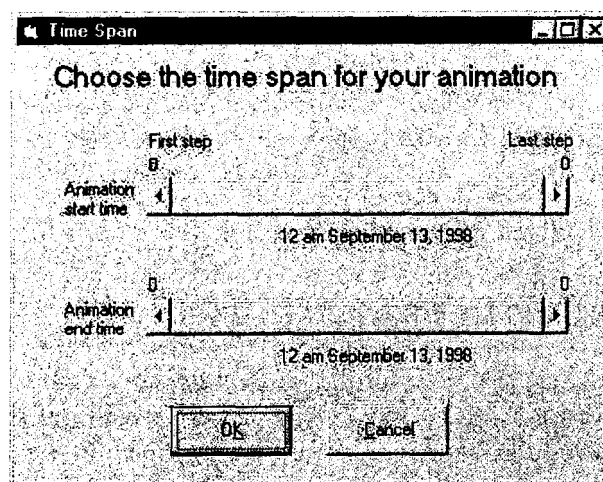 Time Span
Choose the time span for your animation
First step Last step
0 0
Animation
start time
12 am September 13, 1998
0 0
Animation
end time
12 am September 13, 1998
OK Cancel